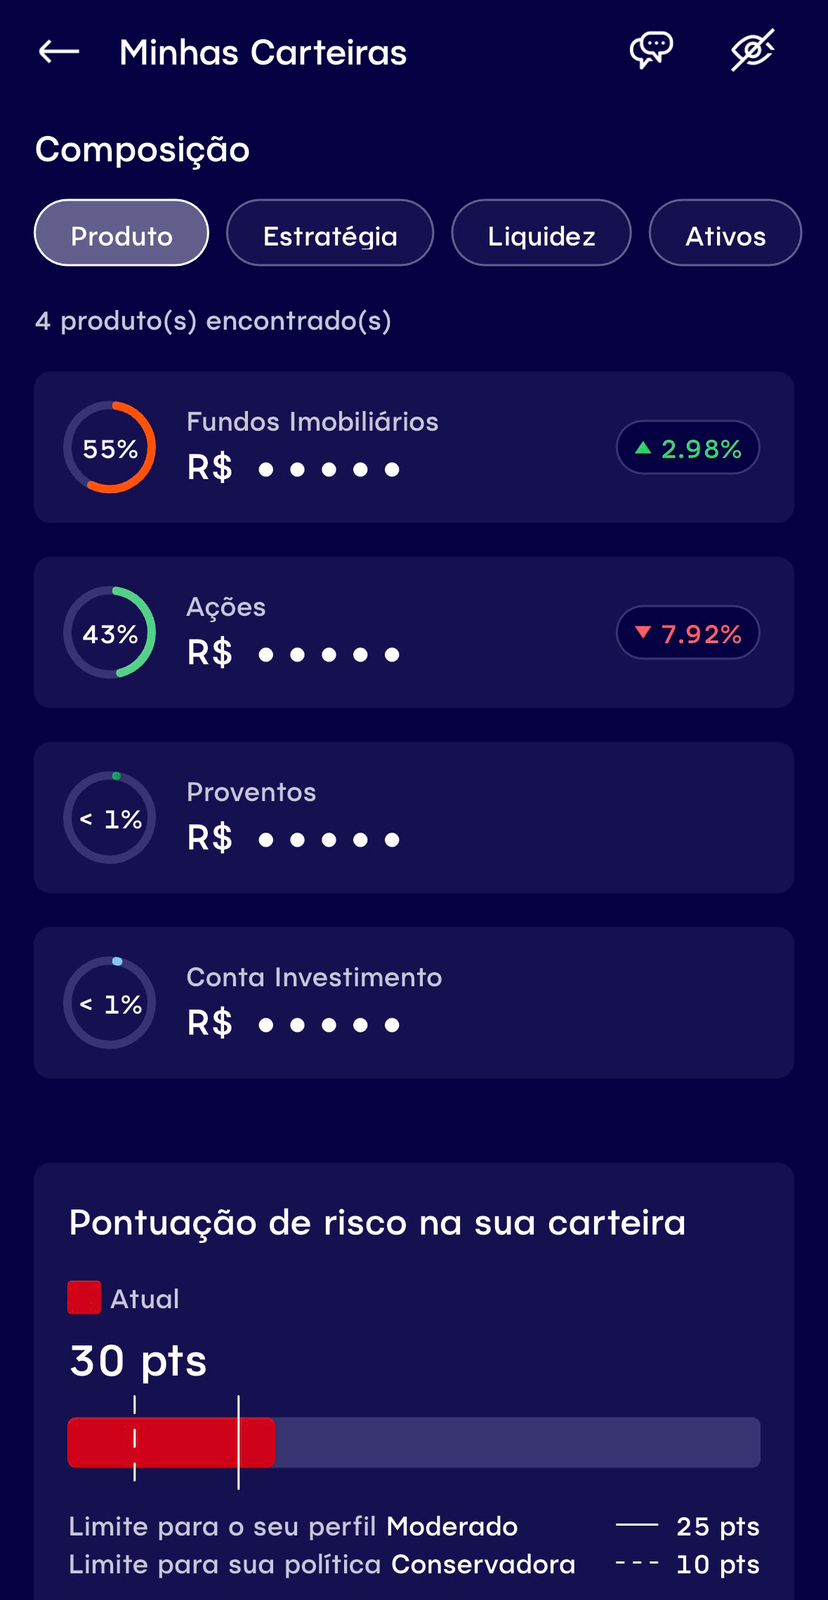 Minhas Carteiras
Composição
Produto Estratégia Liquidez Ativos
4 produto(s) encontrado(s)
55% Fundos Imobiliários
R$ ● ● ● ● ● ▲ 2.98%
43% Ações
R$ ● ● ● ● ● ▼ 7.92%
< 1% Proventos
R$ ● ● ● ● ●
< 1% Conta Investimento
R$ ● ● ● ● ●
Pontuação de risco na sua carteira
Atual
30 pts
Limite para o seu perfil Moderado 25 pts
Limite para sua política Conservadora 10 pts